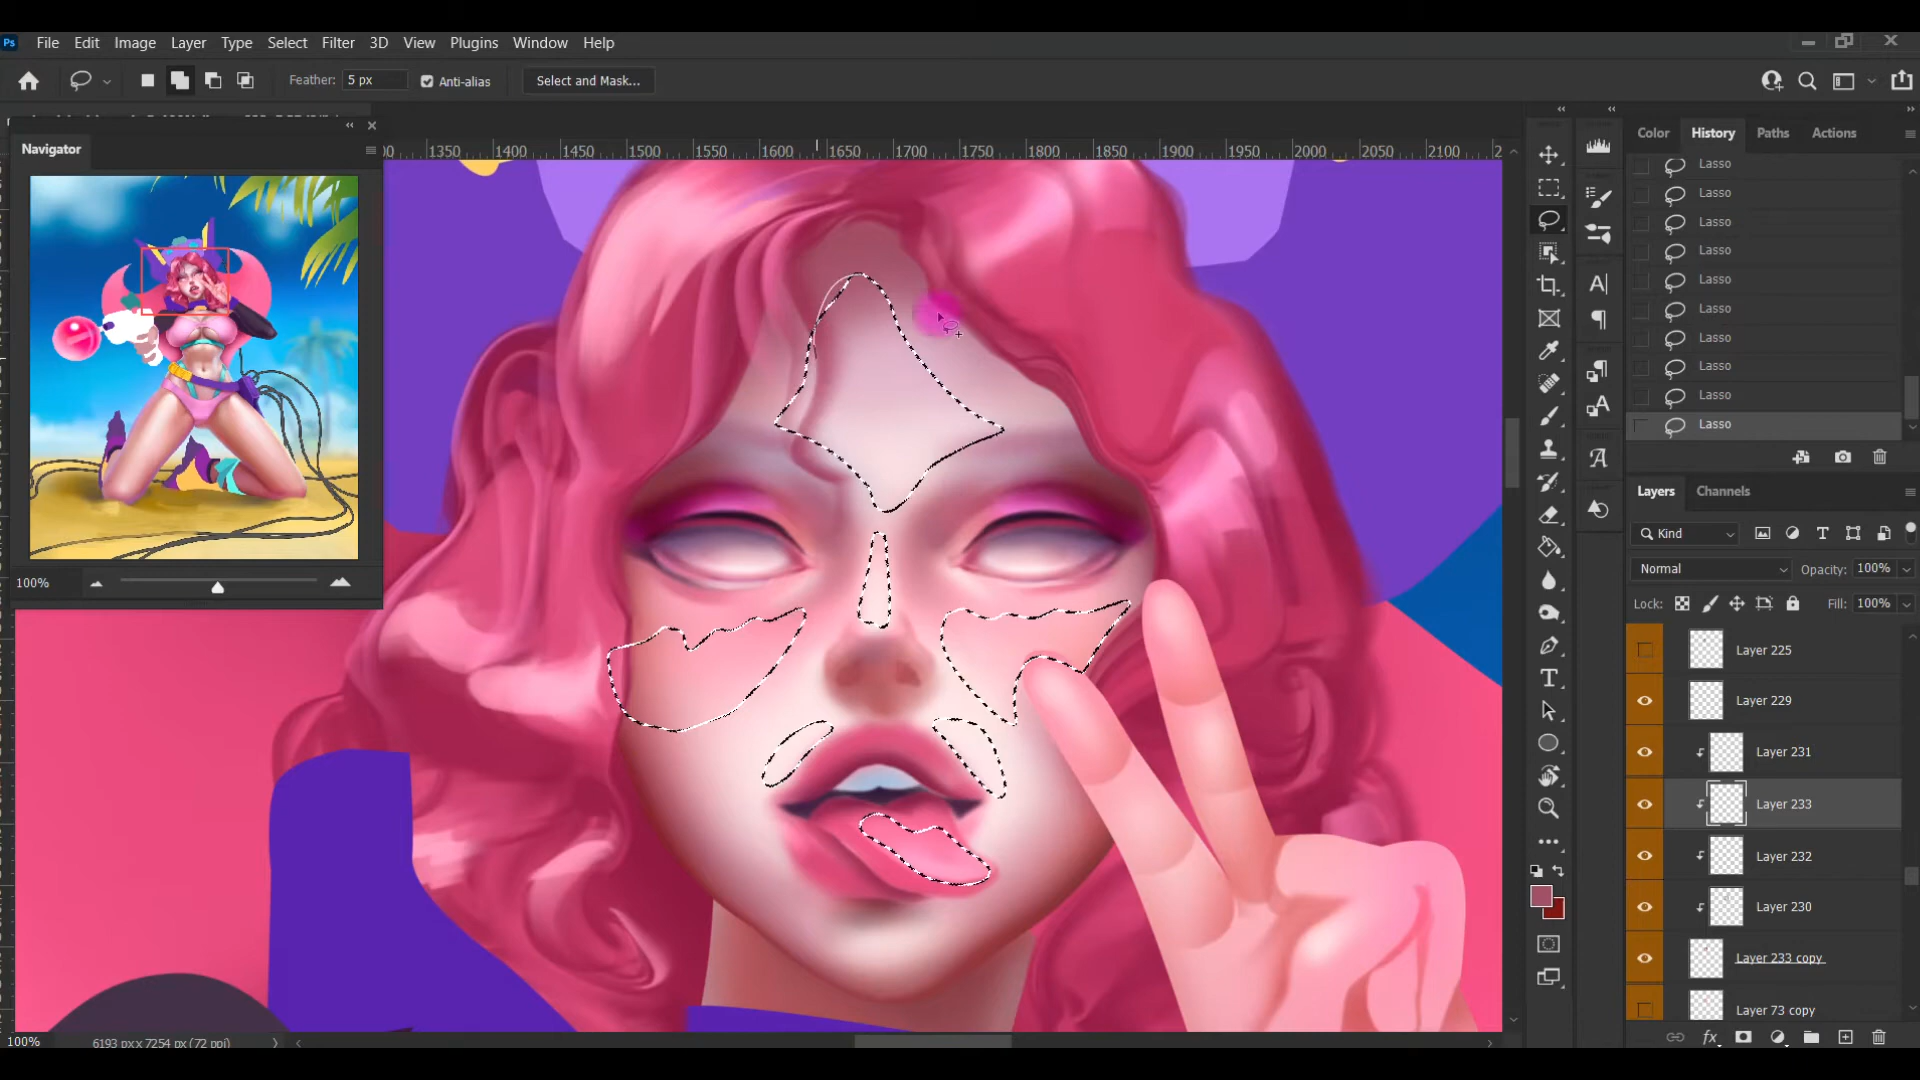 Ps File Edit Image Layer Type Select Filter 3D View Plugins Window Help
Feather: 5 px Anti-alias Select and Mask...
Navigator
100%
1350 1400 1450 1500 1550 1600 1650 1700 1750 1800 1850 1900 1950 2000 2050 2100
Color History Paths Actions
Lasso
Lasso
Lasso
Lasso
Lasso
Lasso
Lasso
Lasso
Lasso
Lasso
Layers Channels
Kind
Normal Opacity: 100%
Lock: Fill: 100%
Layer 225
Layer 229
Layer 231
Layer 233
Layer 232
Layer 230
Layer 233 copy
Layer 73 copy
100% 6193 px x 7254 px (72 ppi)